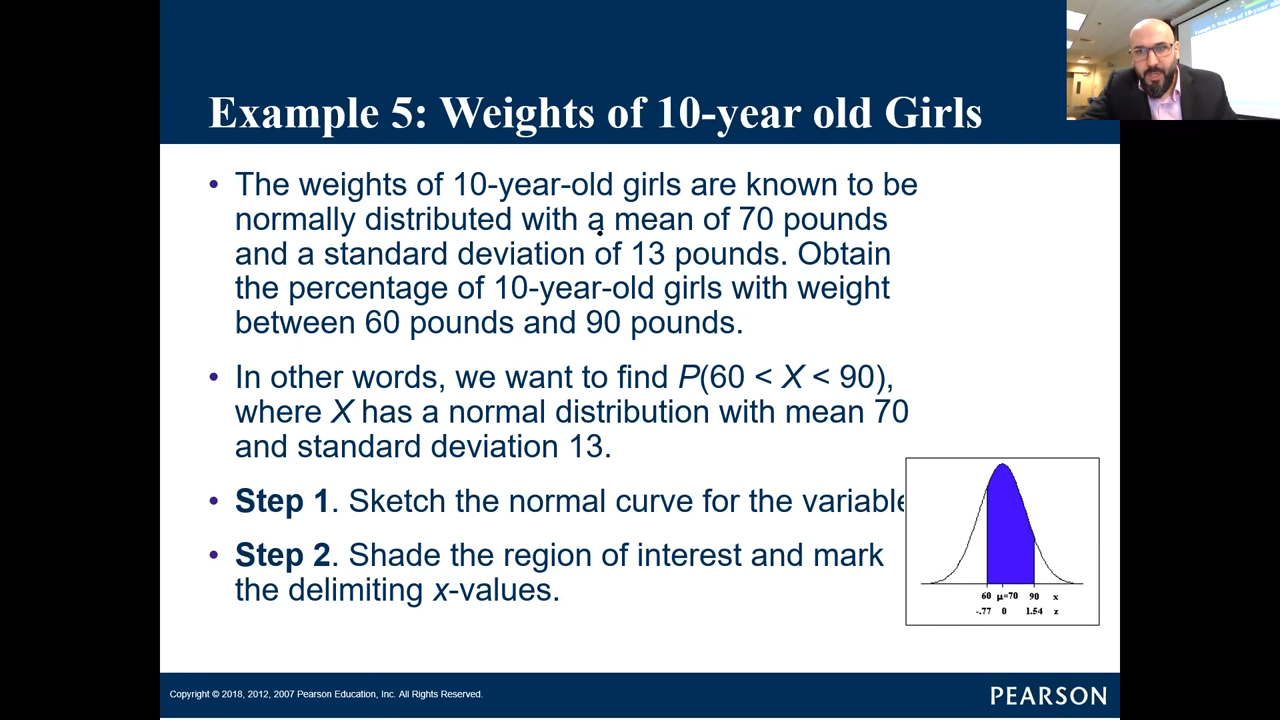 Example 5: Weights of 10-year old Girls
• The weights of 10-year-old girls are known to be
normally distributed with a mean of 70 pounds
and a standard deviation of 13 pounds. Obtain
the percentage of 10-year-old girls with weight
between 60 pounds and 90 pounds.
• In other words, we want to find P(60 < X < 90),
where X has a normal distribution with mean 70
and standard deviation 13.
• Step 1. Sketch the normal curve for the variable
• Step 2. Shade the region of interest and mark
the delimiting x-values.
60 μ=70 90 x
-.77 0 1.54 z
Copyright © 2018, 2012, 2007 Pearson Education, Inc. All Rights Reserved.
PEARSON